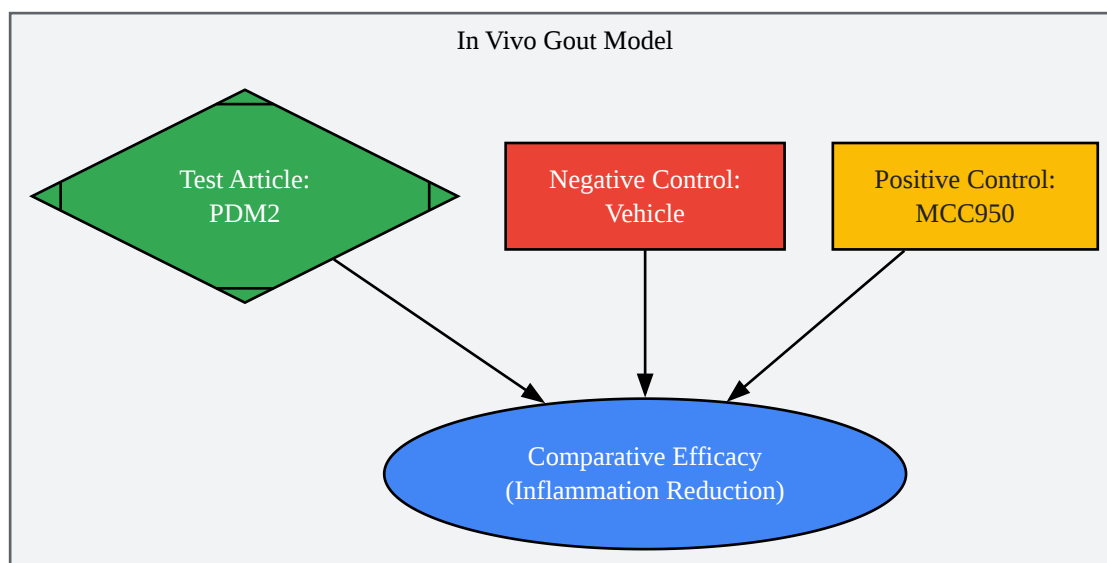 In Vivo Gout Model
Test Article:
PDM2
Negative Control:
Vehicle
Positive Control:
MCC950
Comparative Efficacy
(Inflammation Reduction)